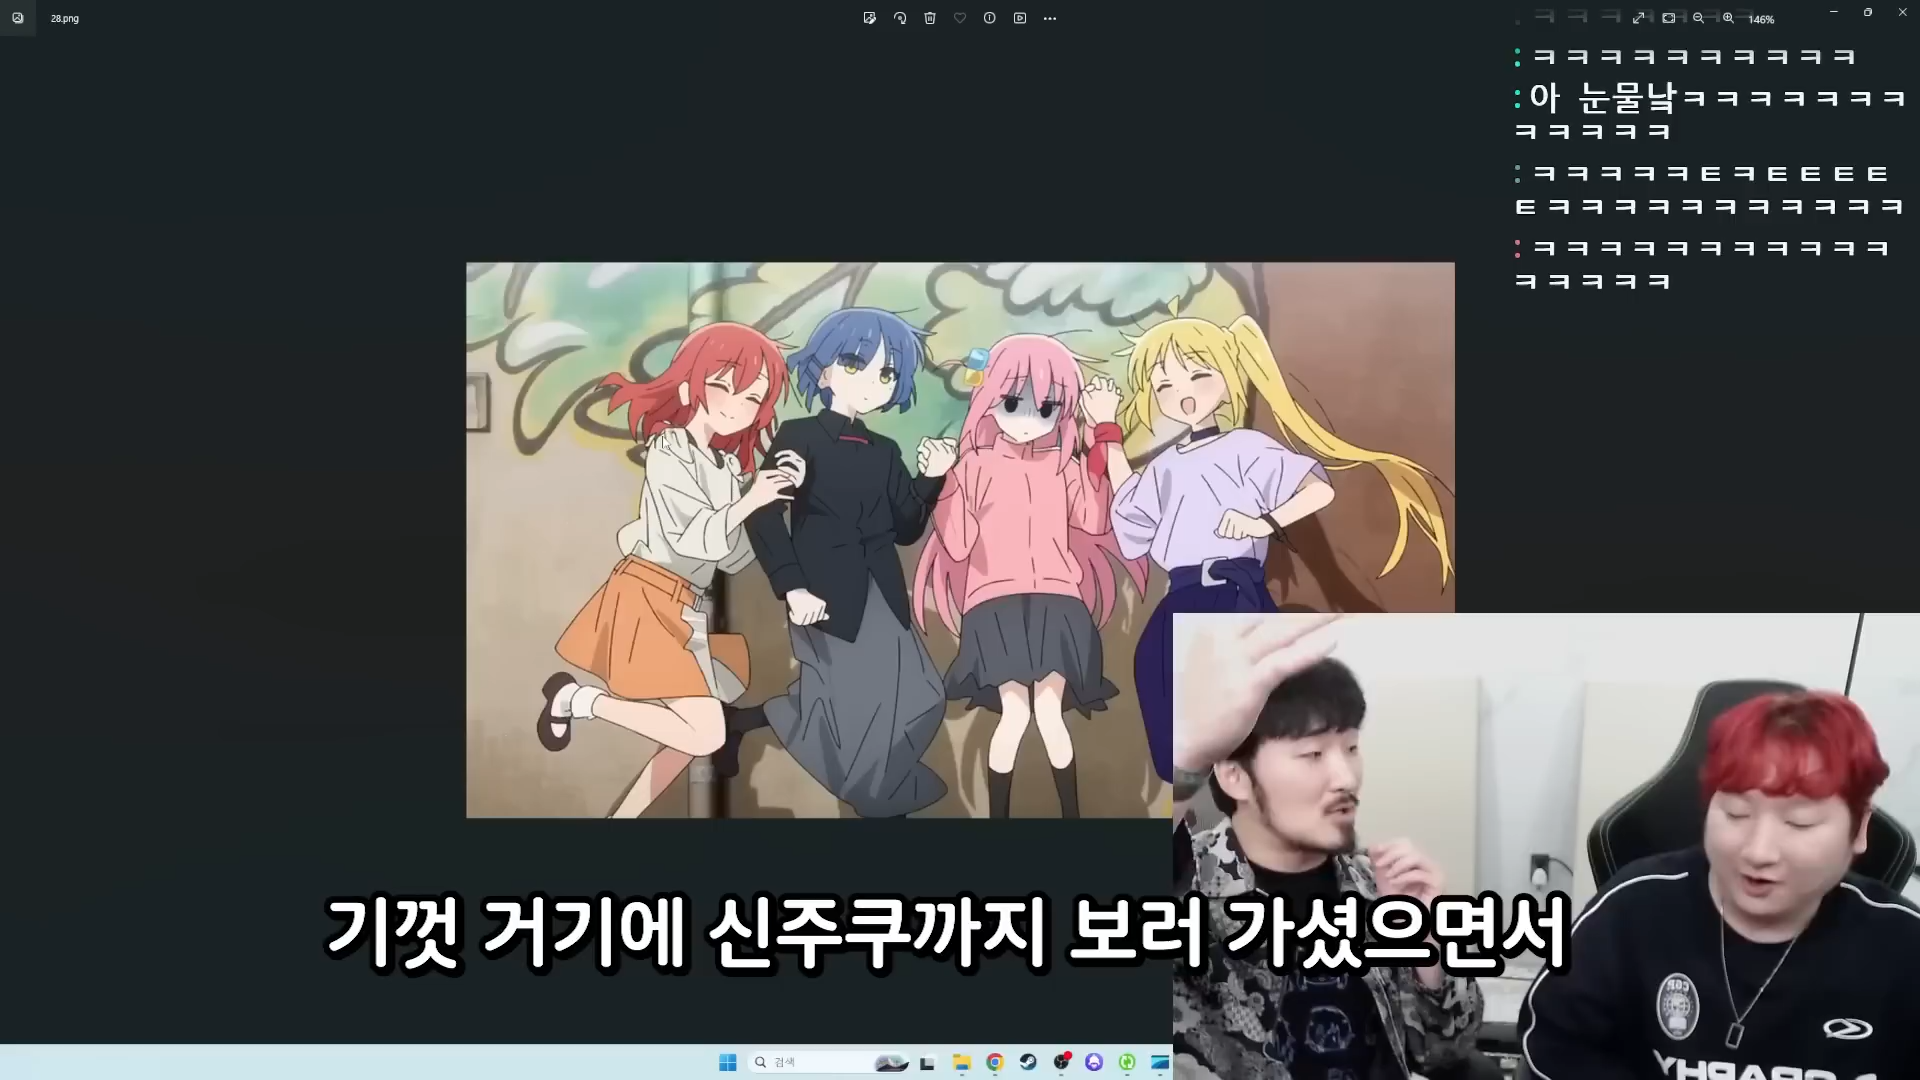 28.png
146%
: ㅋㅋㅋㅋㅋㅋㅋㅋㅋㅋ
: 아 눈물낰ㅋㅋㅋㅋㅋㅋㅋ
ㅋㅋㅋㅋㅋ
: ㅋㅋㅋㅋㅋㅌㅋㅌㅌㅌㅌ
ㅌㅋㅋㅋㅋㅋㅋㅋㅋㅋㅋㅋ
: ㅋㅋㅋㅋㅋㅋㅋㅋㅋㅋㅋ
ㅋㅋㅋㅋㅋ
기껏 거기에 신주쿠까지 보러 가셨으면서
검색